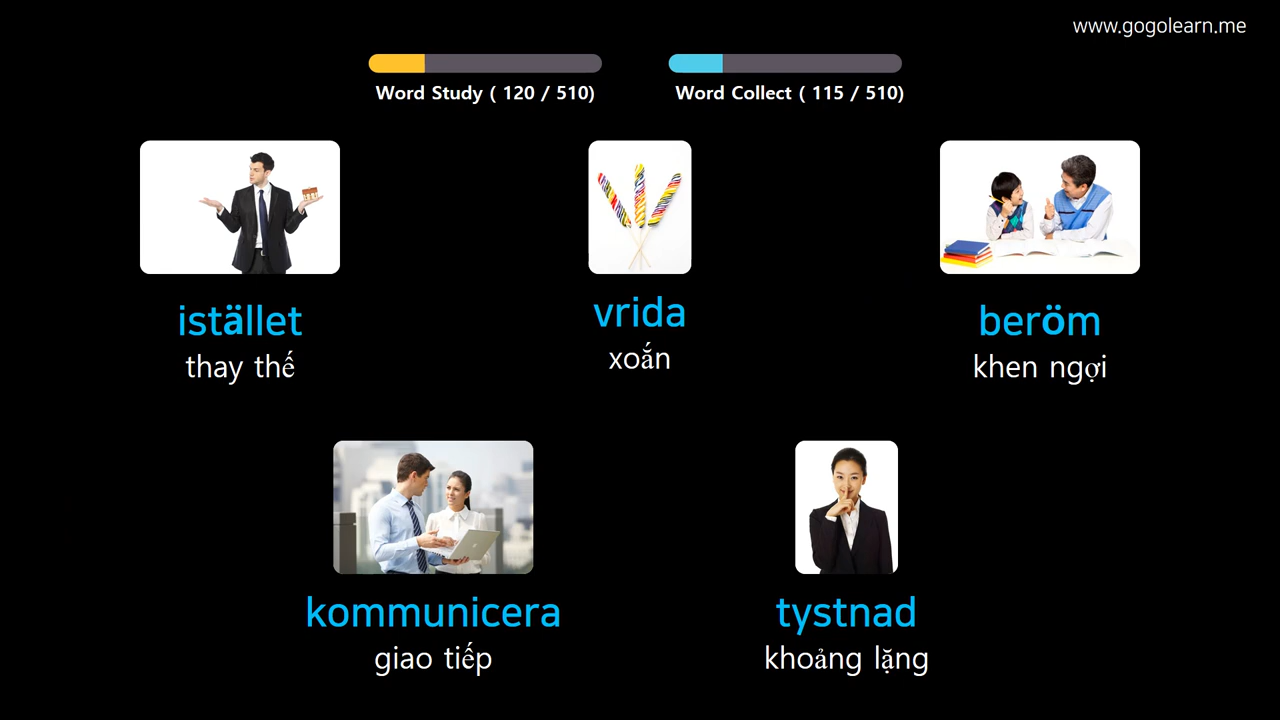 www.gogolearn.me
Word Study ( 120 / 510)
Word Collect ( 115 / 510)
istället
thay thế
vrida
xoắn
beröm
khen ngợi
kommunicera
giao tiếp
tystnad
khoảng lặng